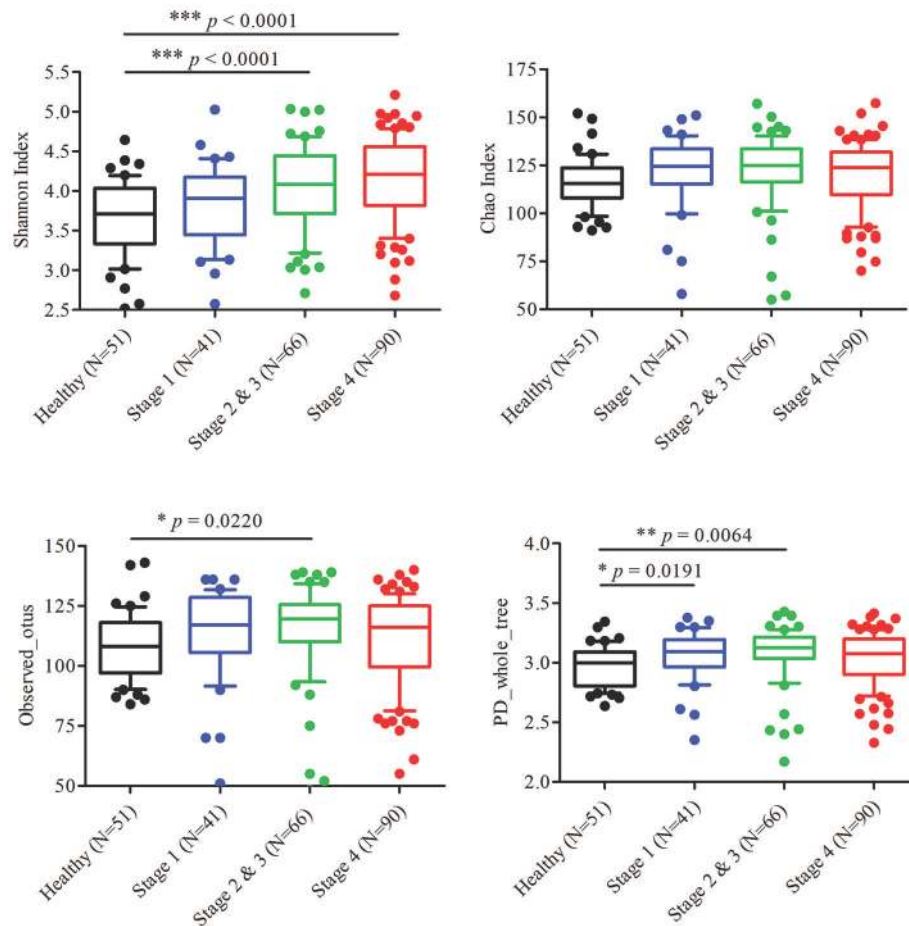 *** p < 0.0001
*** p < 0.0001
Shannon Index
5.5
5.0
4.5
4.0
3.5
3.0
2.5
Healthy (N=51)
Stage 1 (N=41)
Stage 2 & 3 (N=66)
Stage 4 (N=90)
Chao Index
175
150
125
100
75
50
Healthy (N=51)
Stage 1 (N=41)
Stage 2 & 3 (N=66)
Stage 4 (N=90)
* p = 0.0220
Observed_otus
150
125
100
75
50
Healthy (N=51)
Stage 1 (N=41)
Stage 2 & 3 (N=66)
Stage 4 (N=90)
** p = 0.0064
* p = 0.0191
PD_whole_tree
4.0
3.5
3.0
2.5
2.0
Healthy (N=51)
Stage 1 (N=41)
Stage 2 & 3 (N=66)
Stage 4 (N=90)